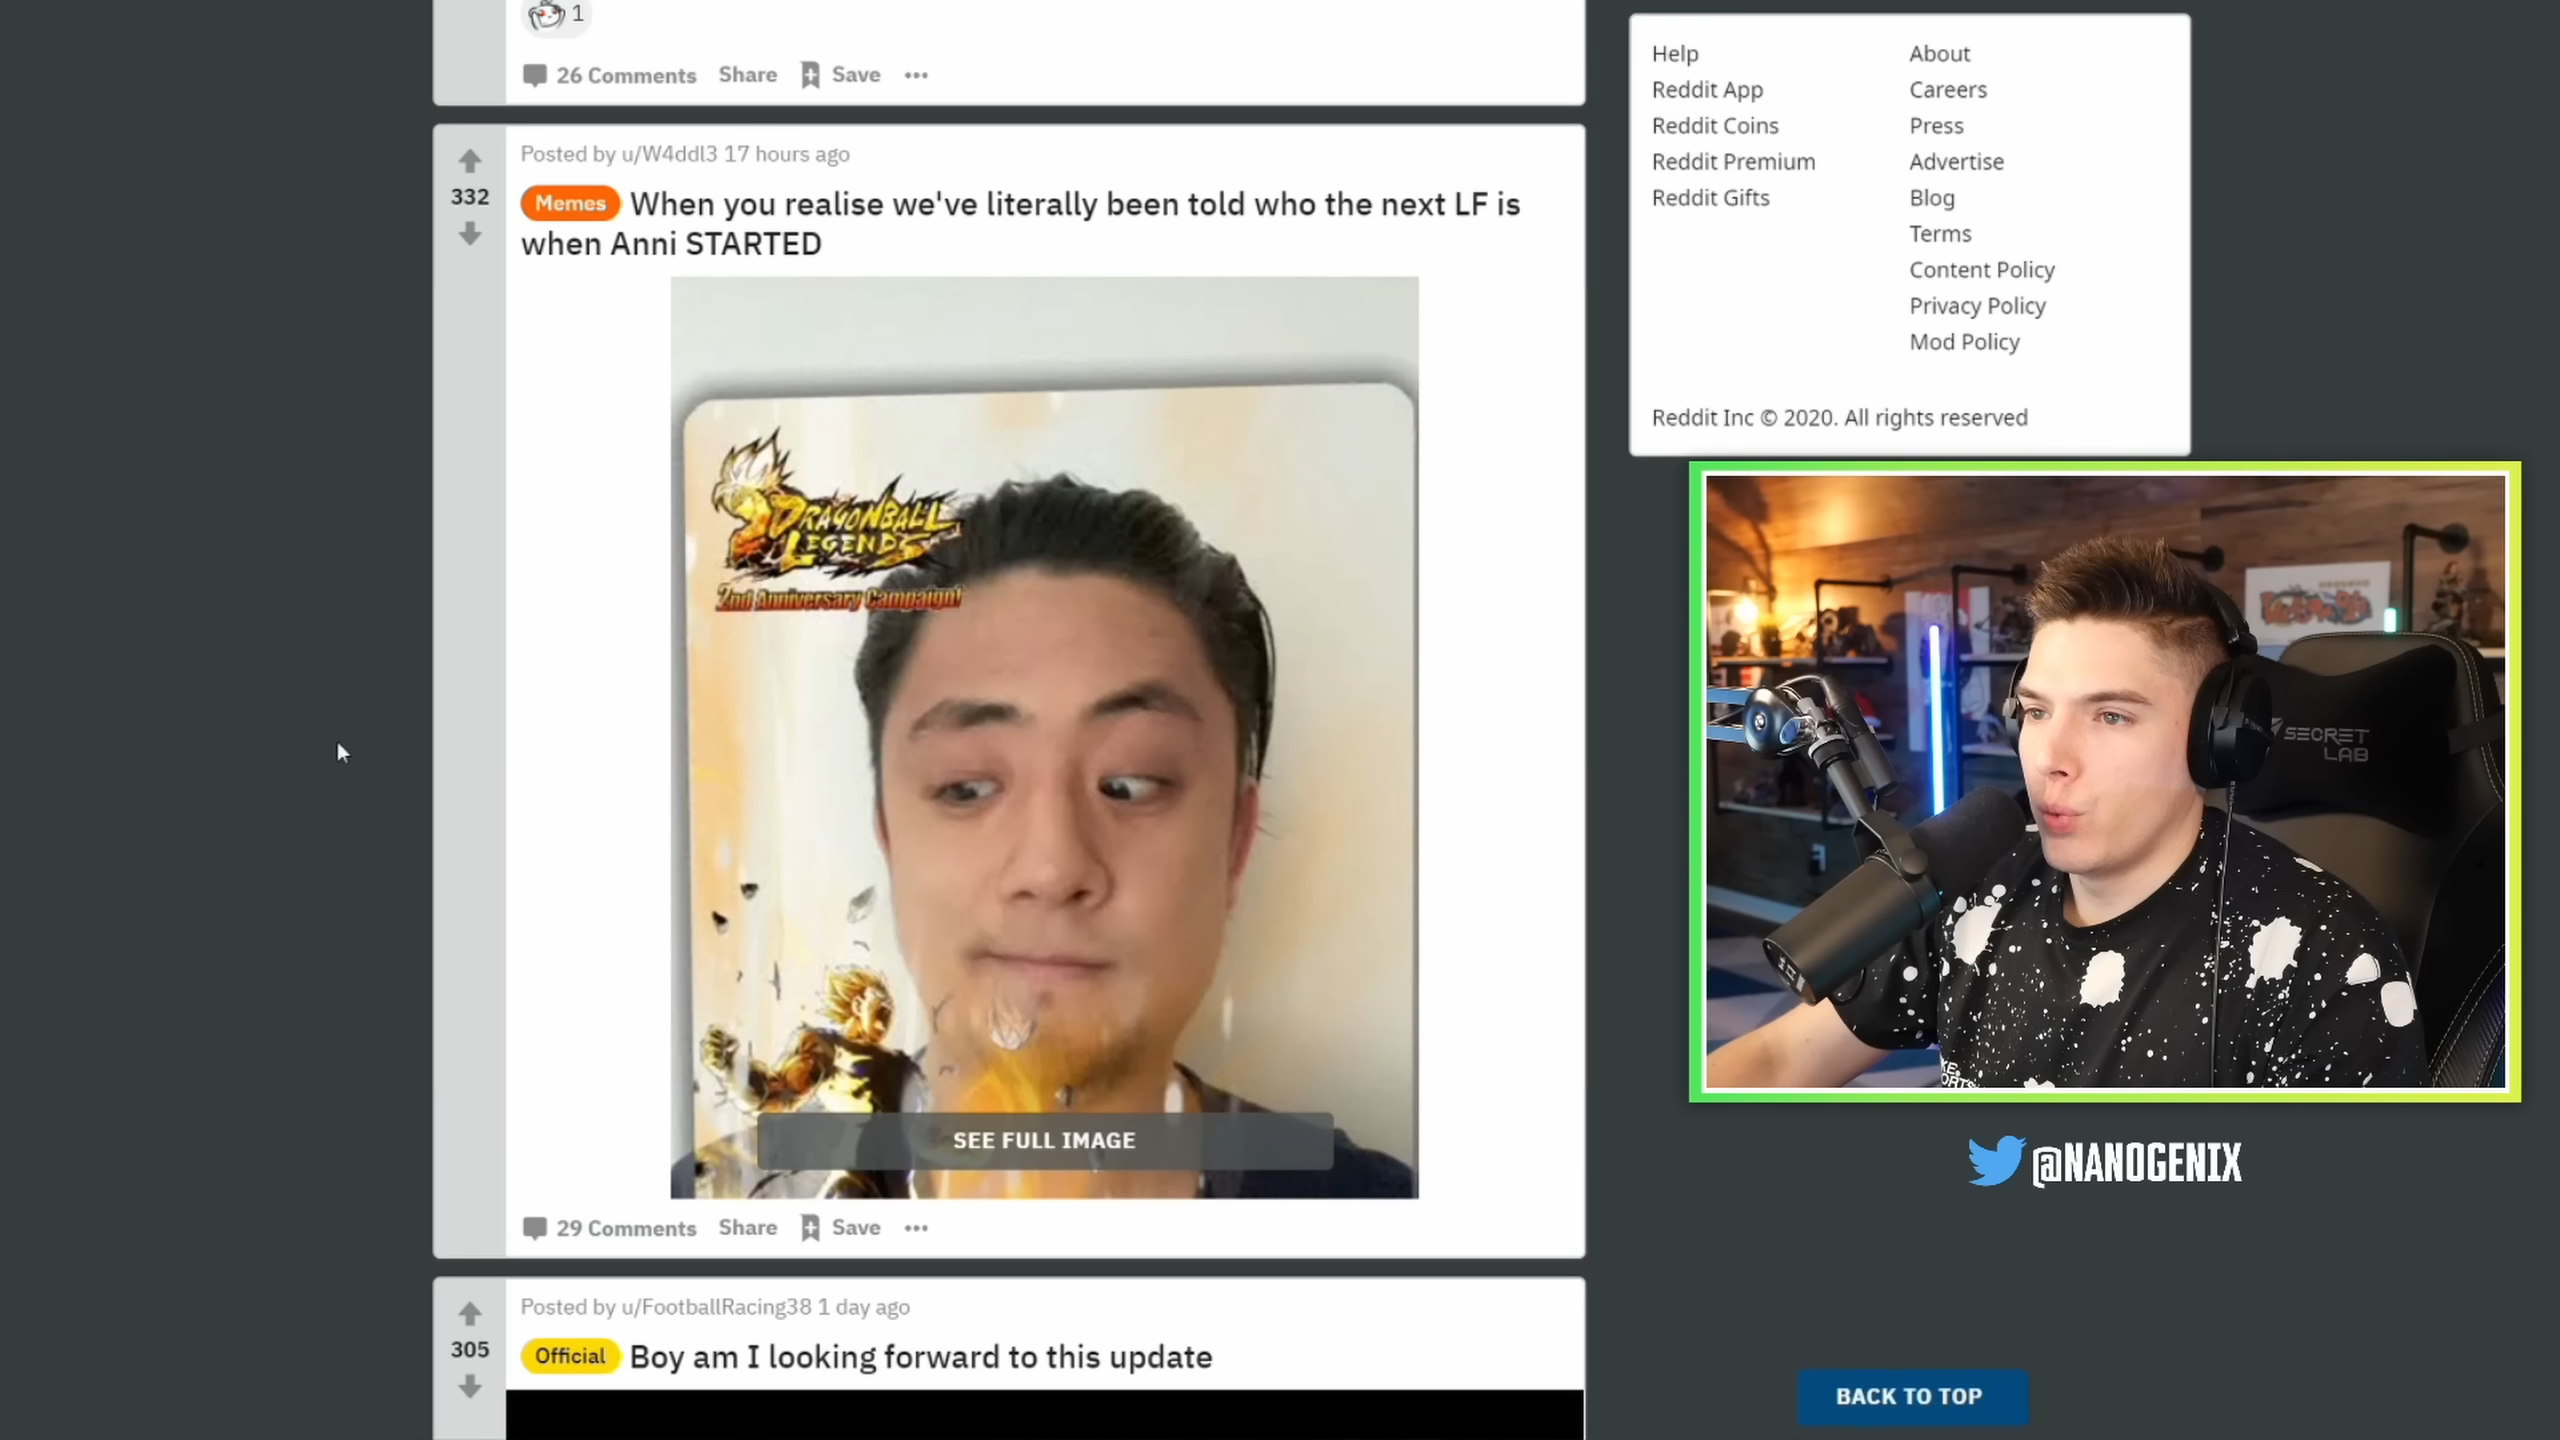 1
26 Comments Share Save
Posted by u/W4ddl3 17 hours ago
332
Memes When you realise we've literally been told who the next LF is
when Anni STARTED
DRAGONBALL
LEGENDS
2nd Anniversary Campaign!
SEE FULL IMAGE
29 Comments Share Save
Posted by u/FootballRacing38 1 day ago
305
Official Boy am I looking forward to this update
Help
Reddit App
Reddit Coins
Reddit Premium
Reddit Gifts
About
Careers
Press
Advertise
Blog
Terms
Content Policy
Privacy Policy
Mod Policy
Reddit Inc © 2020. All rights reserved
SECRET
LAB
@NANOGENIX
BACK TO TOP